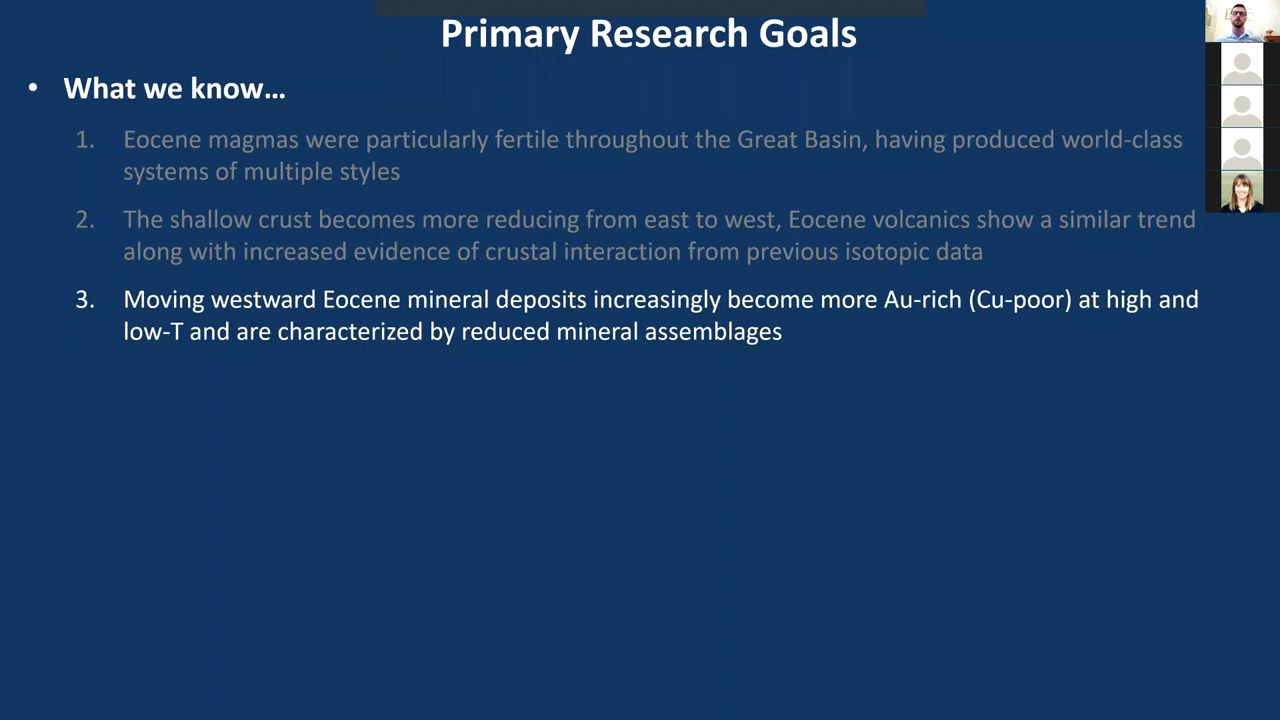 Primary Research Goals
• What we know...
1. Eocene magmas were particularly fertile throughout the Great Basin, having produced world-class
systems of multiple styles
2. The shallow crust becomes more reducing from east to west, Eocene volcanics show a similar trend
along with increased evidence of crustal interaction from previous isotopic data
3. Moving westward Eocene mineral deposits increasingly become more Au-rich (Cu-poor) at high and
low-T and are characterized by reduced mineral assemblages